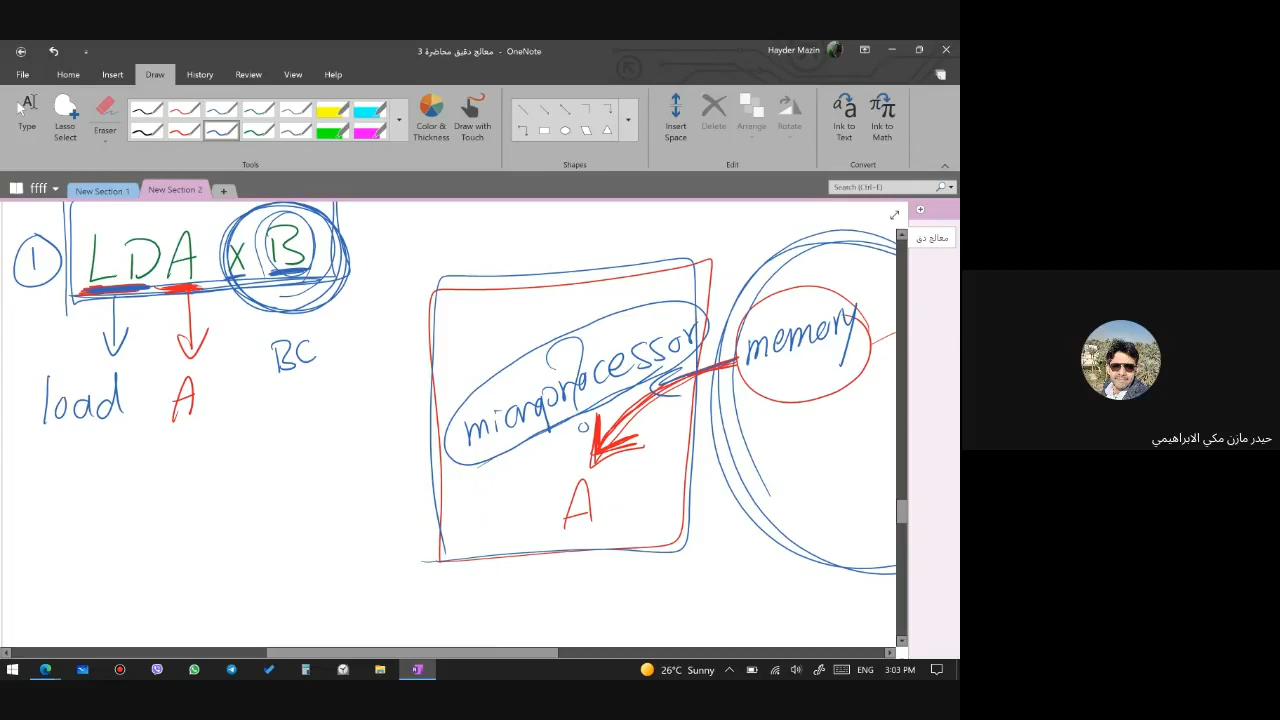 معالج دقيق محاضرة 3 - OneNote
Hayder Mazin
File Home Insert Draw History Review View Help
Type
Lasso Select
Eraser
Color & Thickness
Draw with Touch
Insert Space
Delete
Arrange
Rotate
Ink to Text
Ink to Math
Tools
Shapes
Edit
Convert
ffff
New Section 1
New Section 2
Search (Ctrl+E)
معالج دق
1 LDA x B
BC
load
A
microprocessor
memory
A
حيدر مازن مكي الابراهيمي
26°C Sunny
ENG
3:03 PM